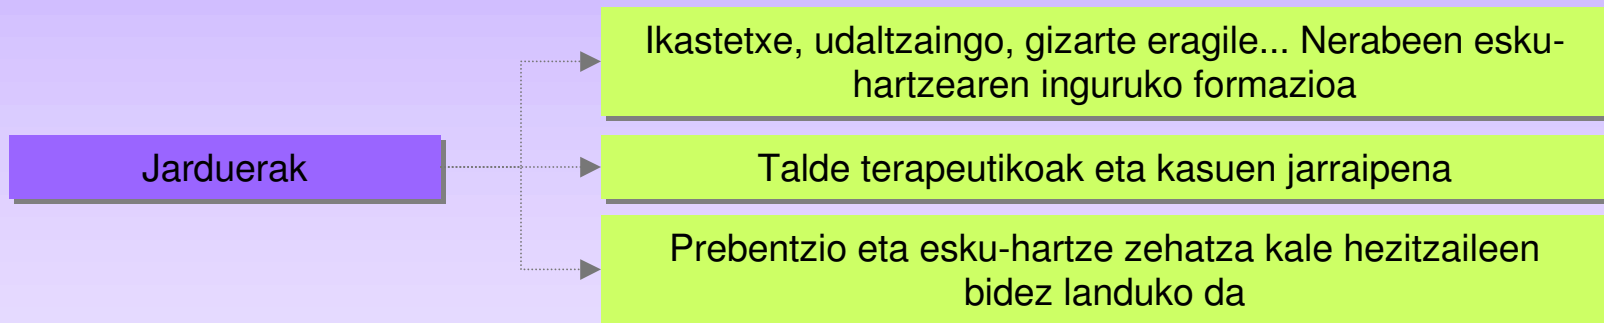 Ikastetxe, udaltzaingo, gizarte eragile... Nerabeen esku-
hartzearen inguruko formazioa
Jarduerak
Talde terapeutikoak eta kasuen jarraipena
Prebentzio eta esku-hartze zehatza kale hezitzaileen
bidez landuko da